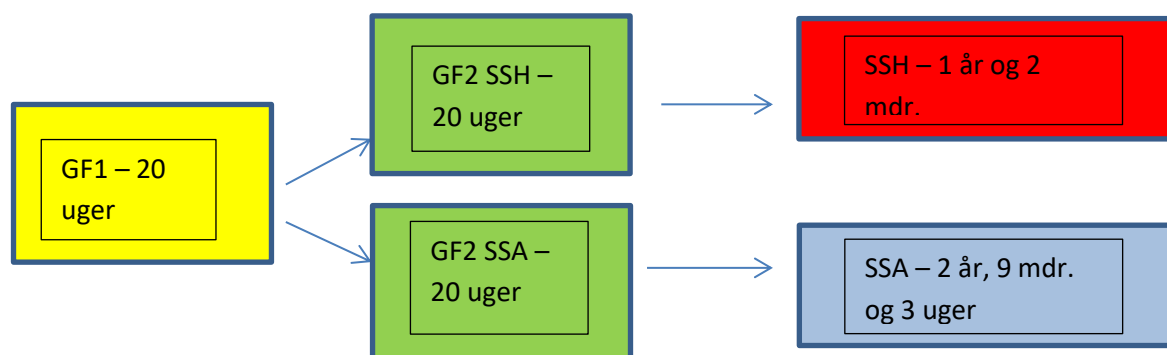 GF1 – 20
uger
GF2 SSH –
20 uger
SSH – 1 år og 2
mdr.
GF2 SSA –
20 uger
SSA – 2 år, 9 mdr.
og 3 uger